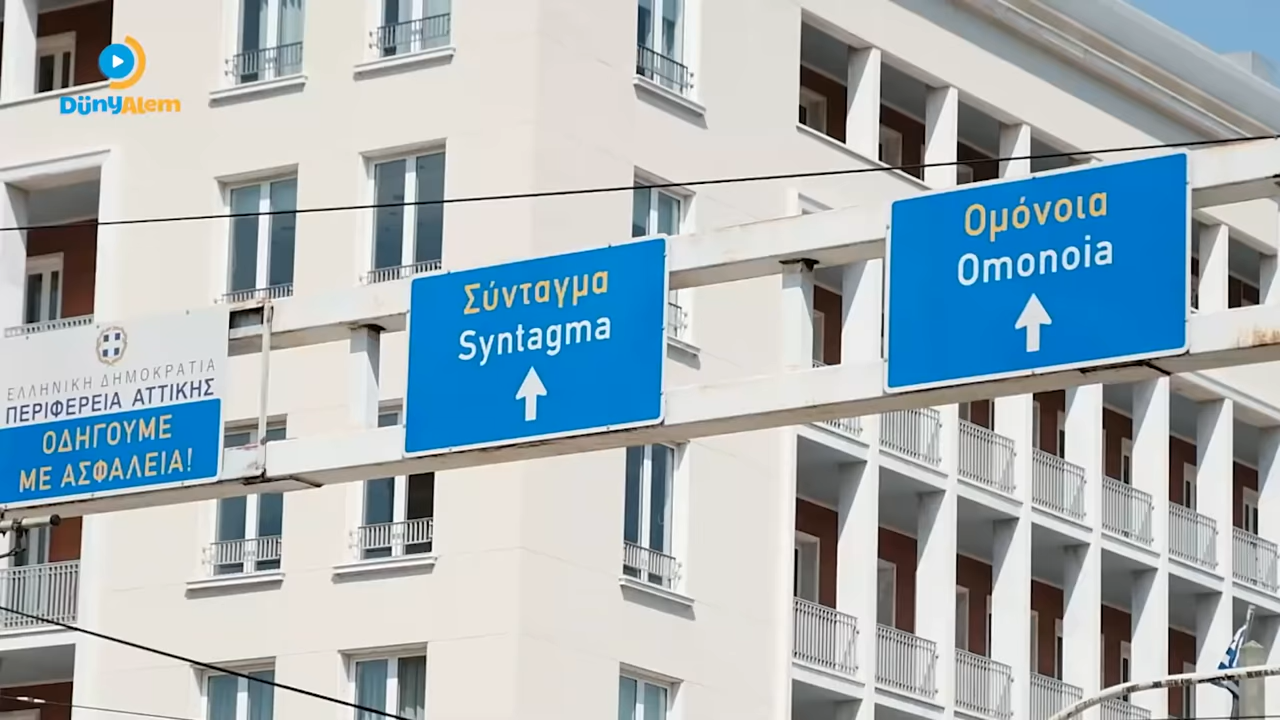 DünyAlem
ΕΛΛΗΝΙΚΗ ΔΗΜΟΚΡΑΤΙΑ
ΠΕΡΙΦΕΡΕΙΑ ΑΤΤΙΚΗΣ
ΟΔΗΓΟΥΜΕ
ΜΕ ΑΣΦΑΛΕΙΑ!
Σύνταγμα
Syntagma
Ομόνοια
Omonoia